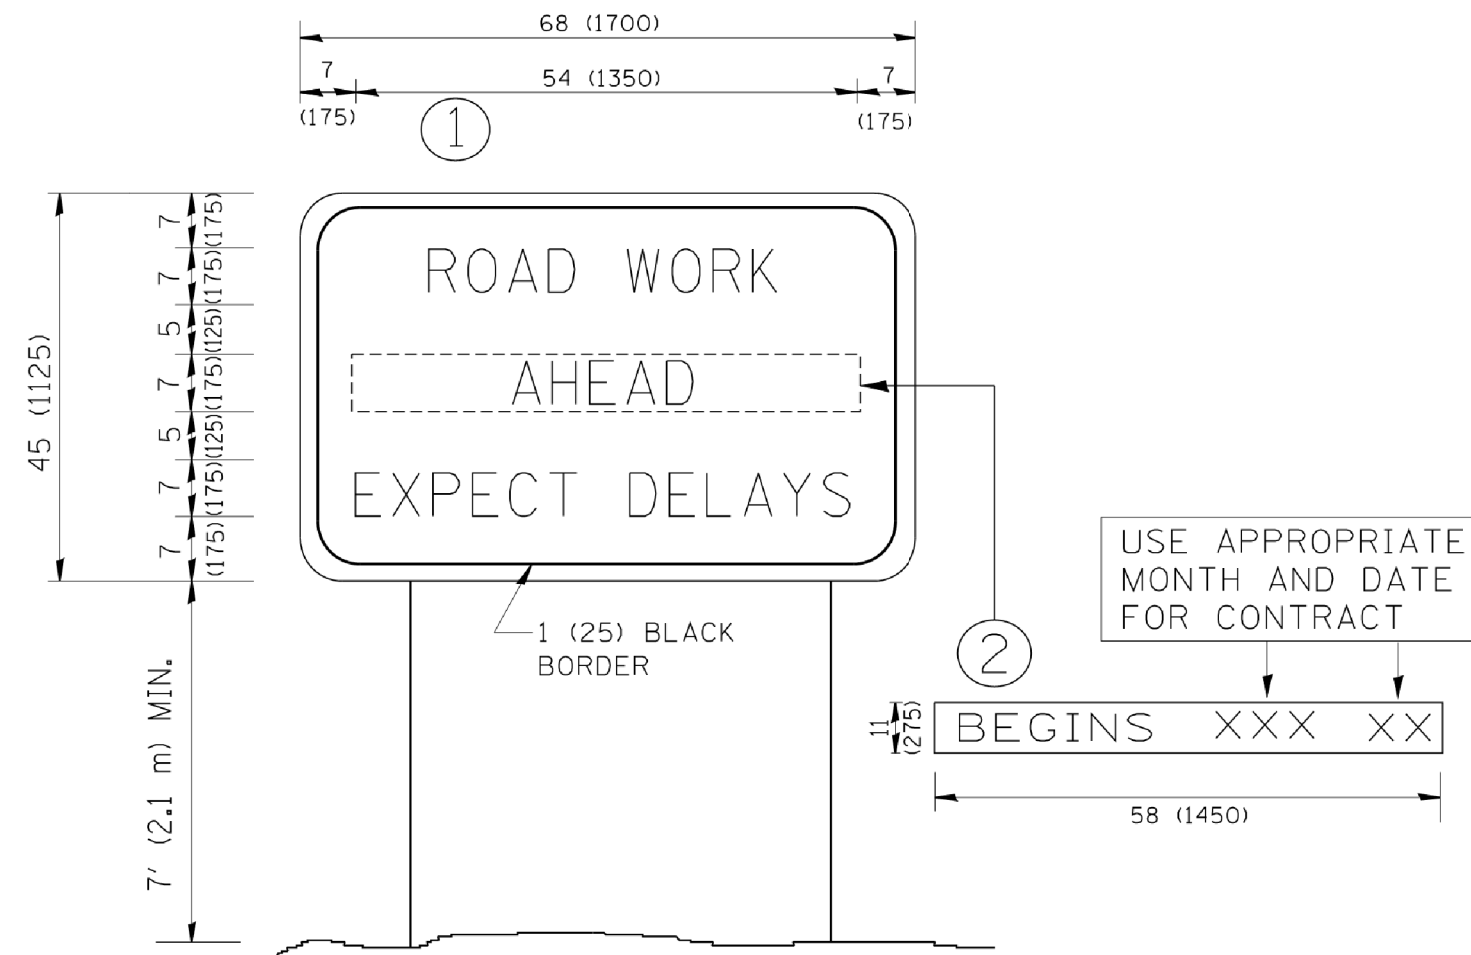 68 (1700)
7
54 (1350)
7
(175)
(175)
1
7
(175)
7
(175)
5
(125)
7
(175)
5
(125)
7
(175)
7
(175)
45 (1125)
ROAD WORK
AHEAD
EXPECT DELAYS
USE APPROPRIATE
MONTH AND DATE
FOR CONTRACT
1 (25) BLACK
BORDER
2
7' (2.1 m) MIN.
11
(275)
BEGINS XXX XX
58 (1450)